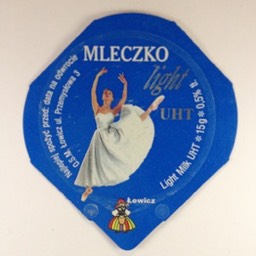 MLECZKO
light
UHT
Najlepiej spożyć przed: data na odwrocie
O.S.M. Łowicz ul. Przemysłowa 3
Light Milk UHT * 15g * 0,5% tł.
Łowicz